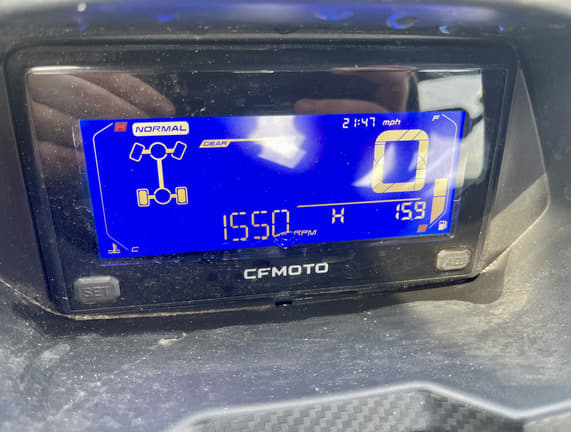 H NORMAL 21:47 mph F
GEAR 0
1550 RPM H 15.9
C
SET ADJ
CFMOTO